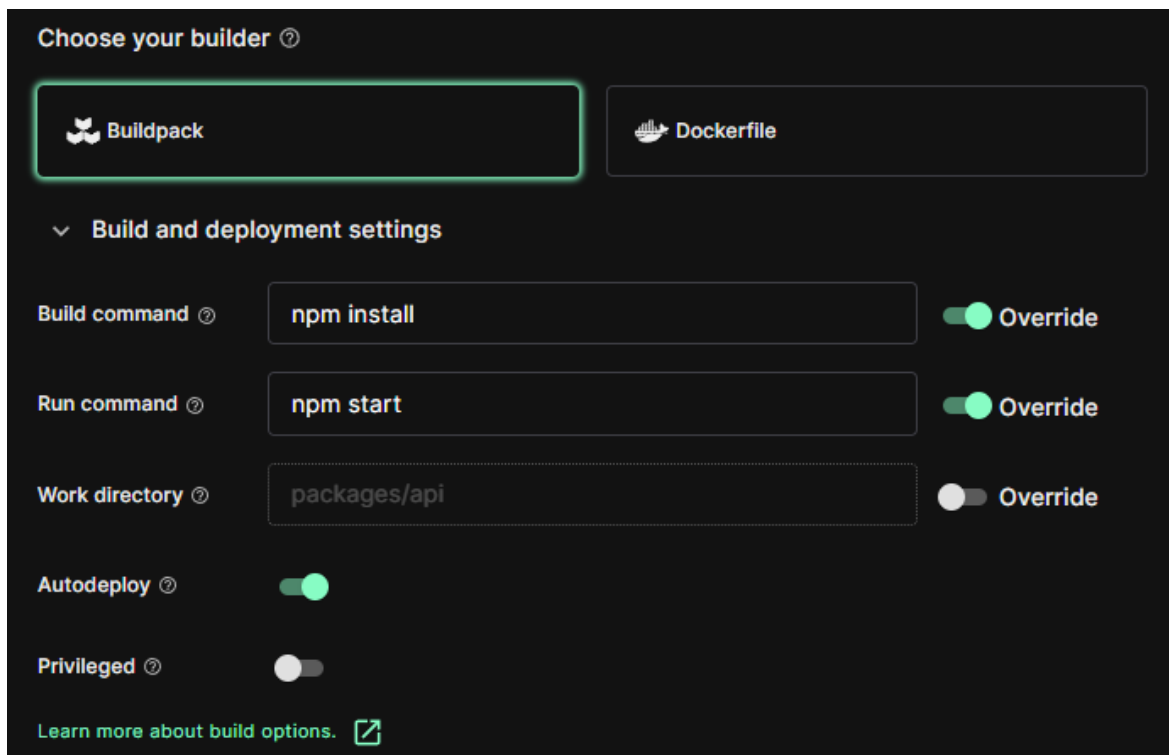 Choose your builder
Buildpack
Dockerfile
Build and deployment settings
Build command
npm install
Override
Run command
npm start
Override
Work directory
packages/api
Override
Autodeploy
Privileged
Learn more about build options.